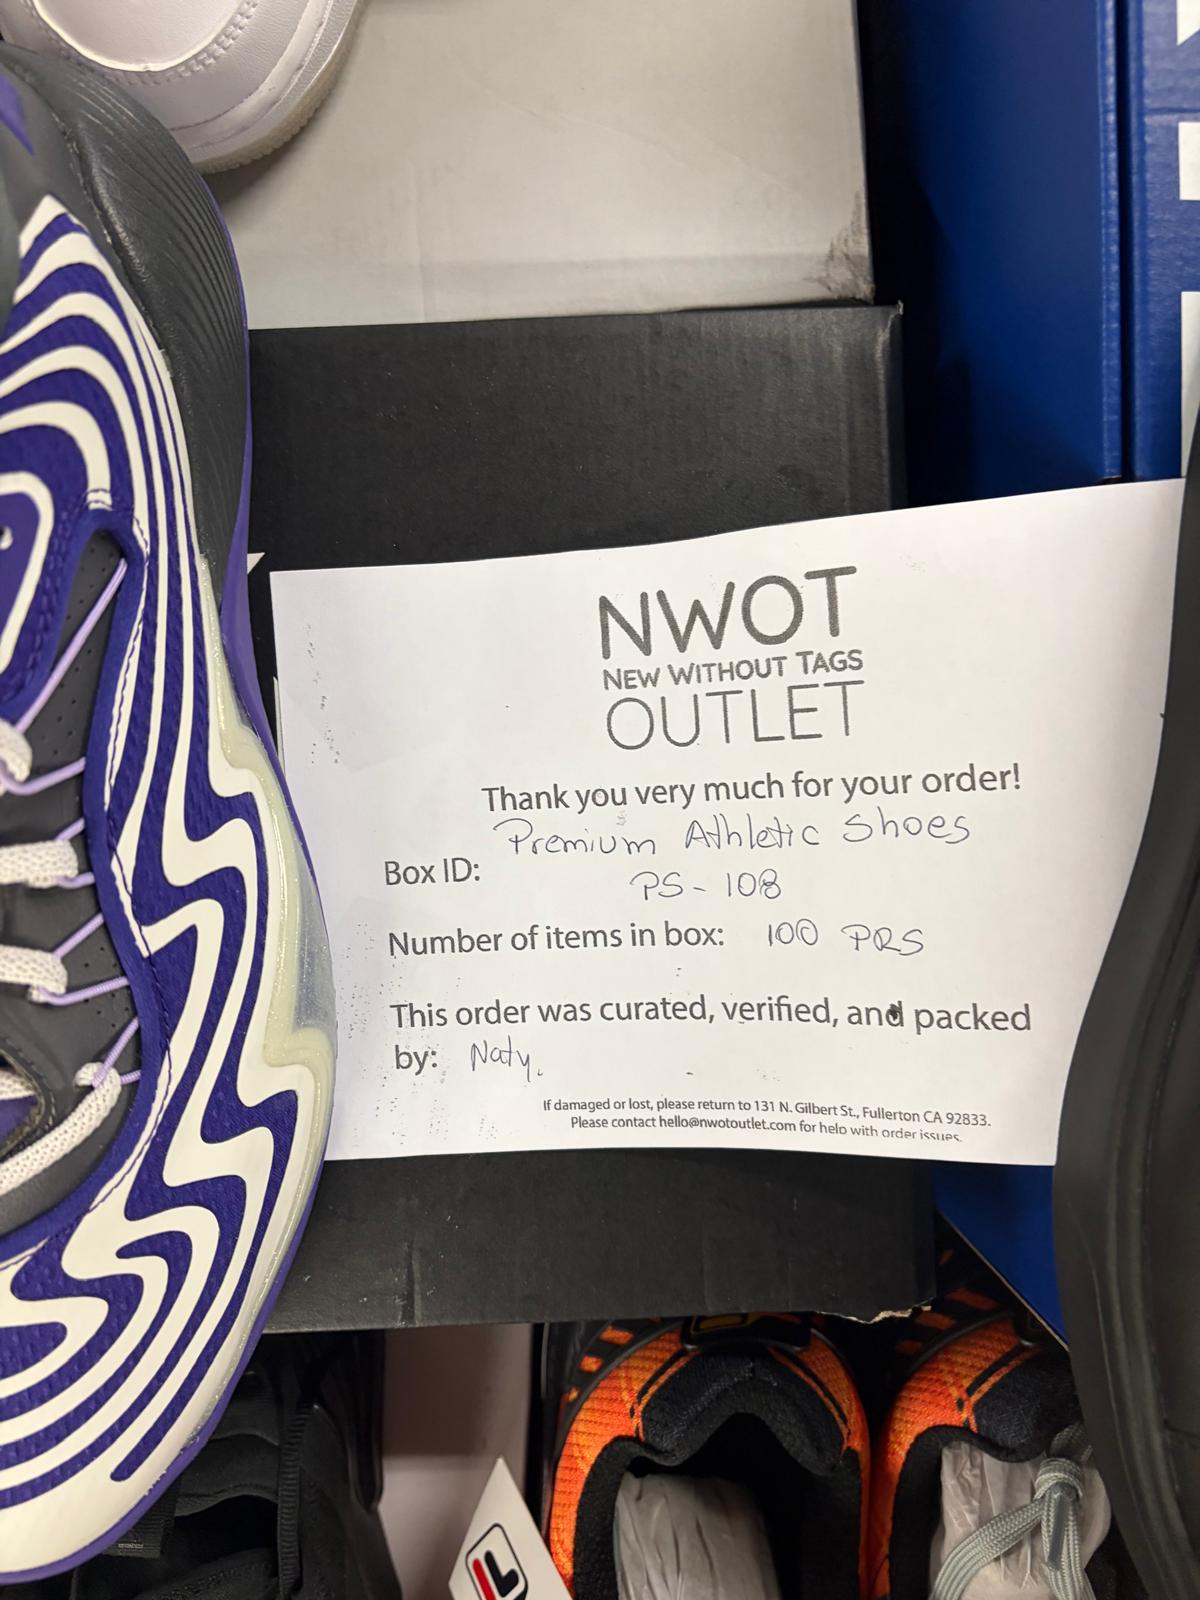 NWOT
NEW WITHOUT TAGS
OUTLET
Thank you very much for your order!
Premium Athletic Shoes
Box ID:
PS-108
Number of items in box: 100 PRS
This order was curated, verified, and packed
by: Naty.
If damaged or lost, please return to 131 N. Gilbert St., Fullerton CA 92833.
Please contact hello@nwotoutlet.com for help with order issues.